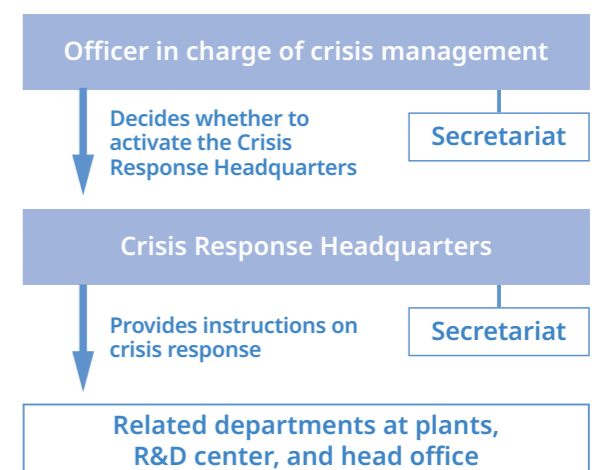 Officer in charge of crisis management
Decides whether to
activate the Crisis
Response Headquarters
Secretariat
Crisis Response Headquarters
Provides instructions on
crisis response
Secretariat
Related departments at plants,
R&D center, and head office